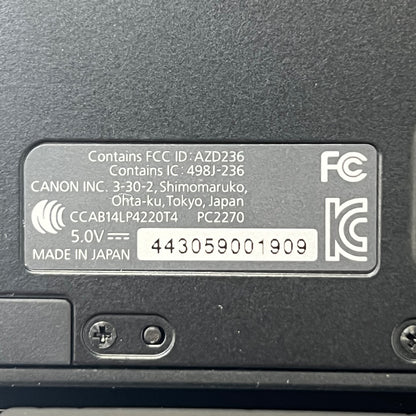 Contains FCC ID: AZD236
Contains IC: 498J-236
CANON INC. 3-30-2, Shimomaruko,
Ohta-ku, Tokyo, Japan
CCAB14LP4220T4 PC2270
5.0V⎓
443059001909
MADE IN JAPAN
FC
KC